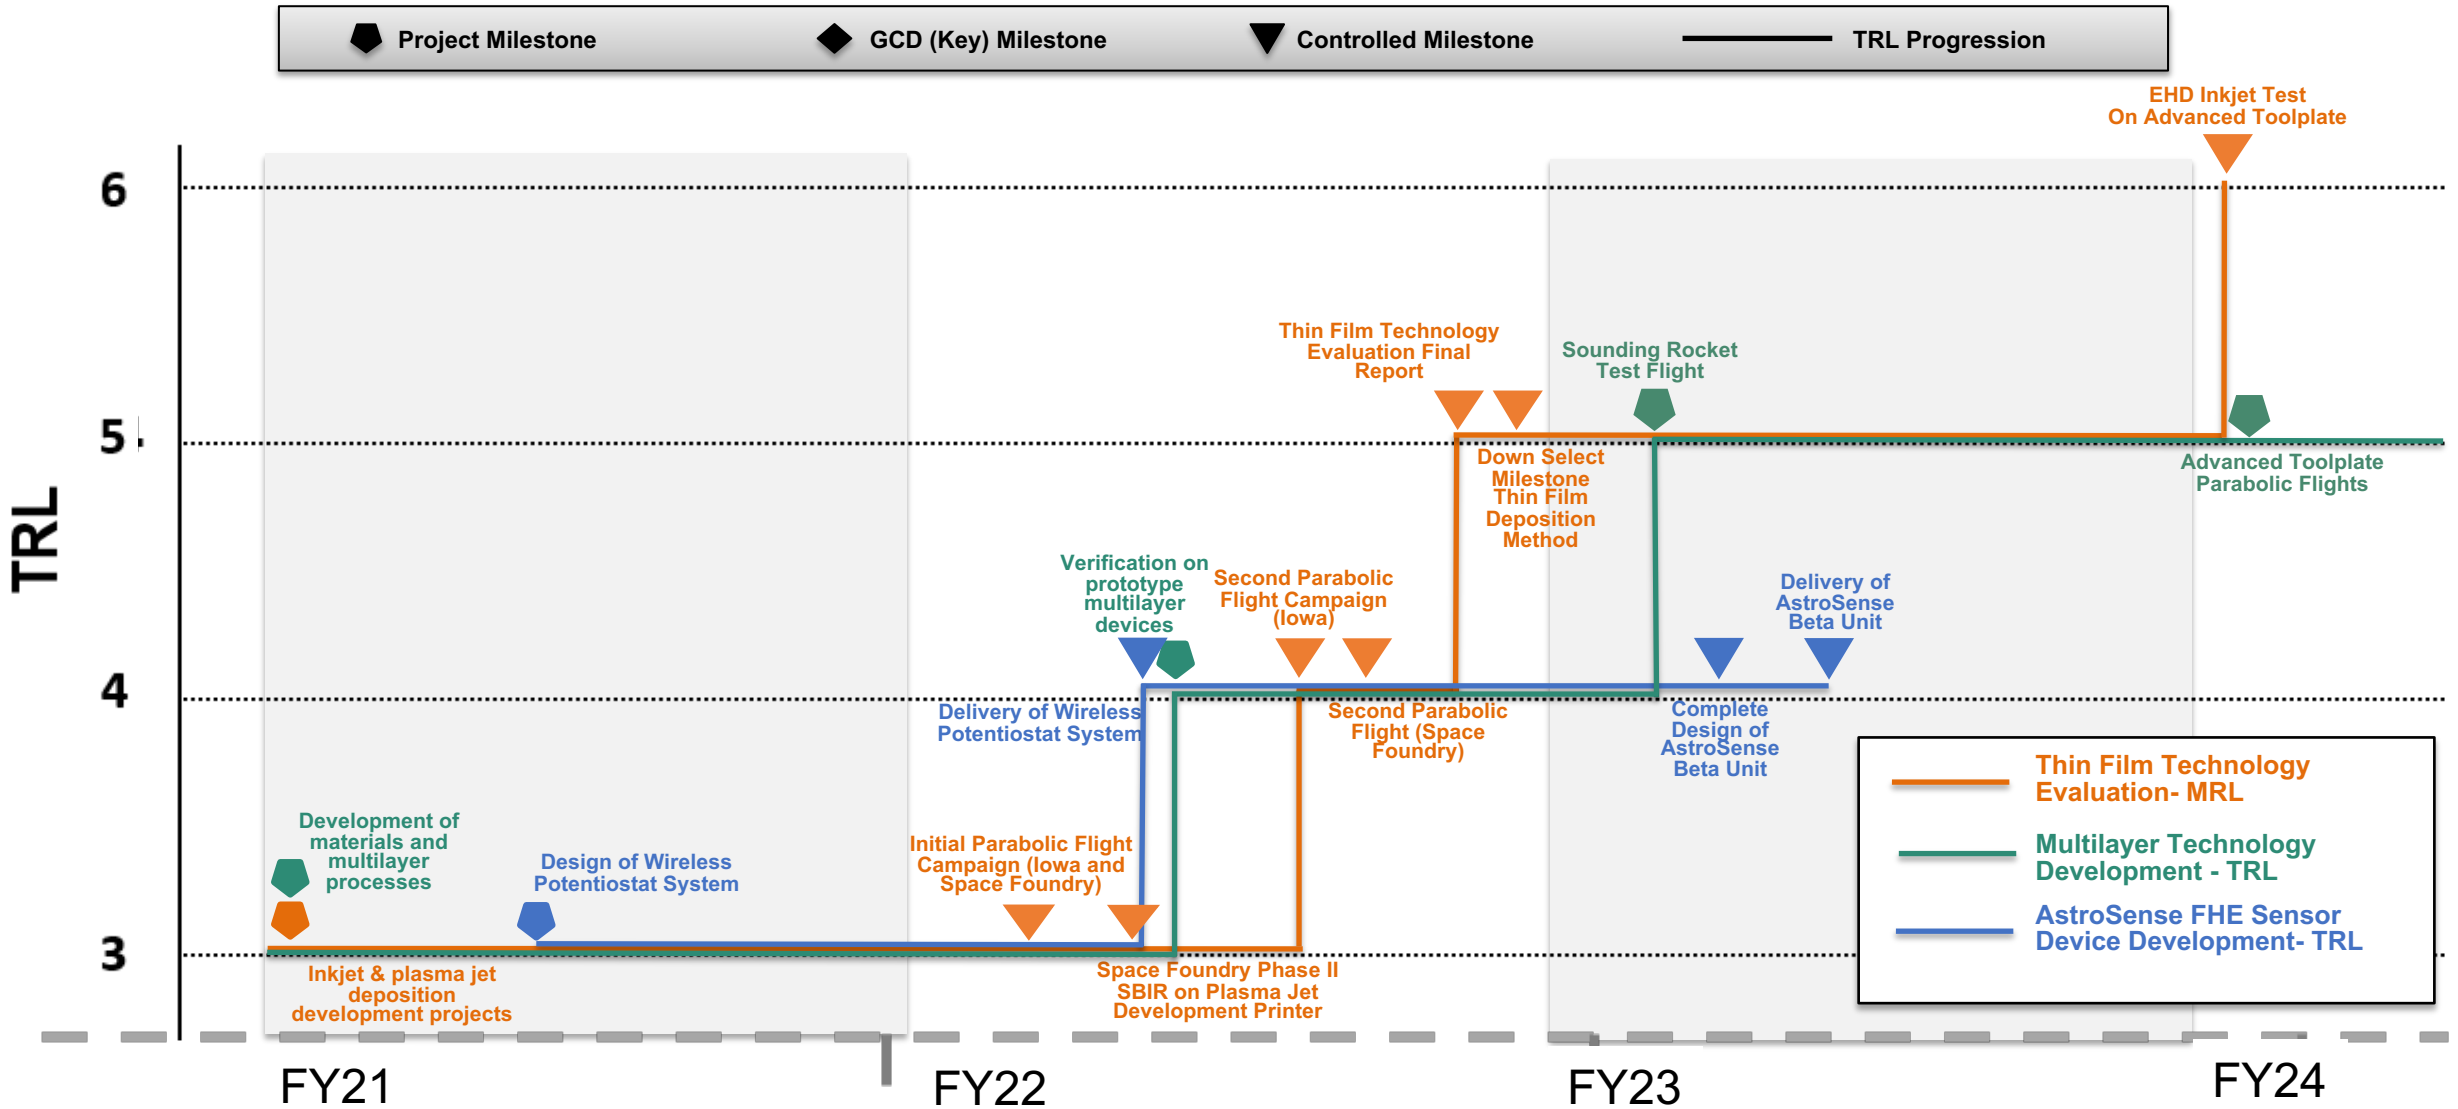 Project Milestone
GCD (Key) Milestone
Controlled Milestone
TRL Progression
EHD Inkjet Test
On Advanced Toolplate
6
Thin Film Technology
Evaluation Final
Report
Sounding Rocket
Test Flight
5
Down Select
Milestone
Thin Film
Deposition
Method
Advanced Toolplate
Parabolic Flights
TRL
Verification on
prototype
multilayer
devices
Second Parabolic
Flight Campaign
(Iowa)
Delivery of
AstroSense
Beta Unit
4
Delivery of Wireless
Potentiostat System
Second Parabolic
Flight (Space
Foundry)
Complete
Design of
AstroSense
Beta Unit
Thin Film Technology
Evaluation- MRL
Multilayer Technology
Development - TRL
AstroSense FHE Sensor
Device Development- TRL
Development of
materials and
multilayer
processes
Design of Wireless
Potentiostat System
Initial Parabolic Flight
Campaign (Iowa and
Space Foundry)
3
Inkjet & plasma jet
deposition
development projects
Space Foundry Phase II
SBIR on Plasma Jet
Development Printer
FY21
FY22
FY23
FY24